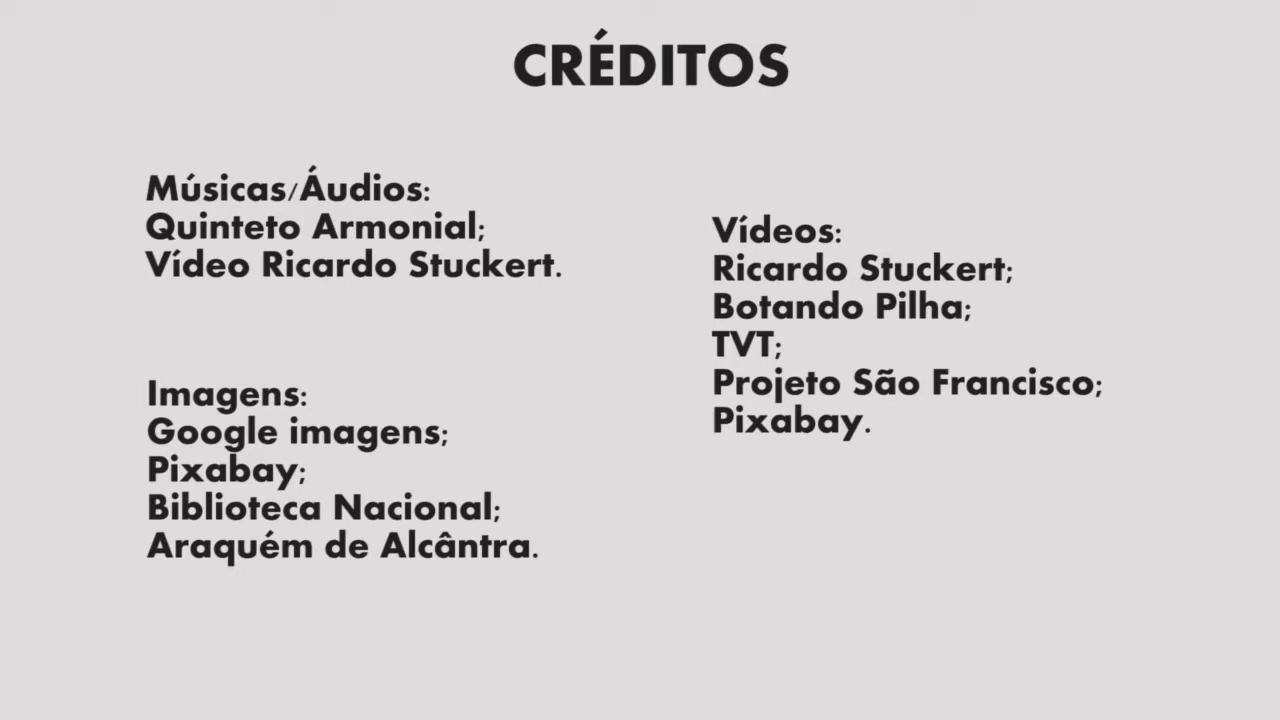 CRÉDITOS
Músicas/Áudios:
Quinteto Armonial;
Vídeo Ricardo Stuckert.
Imagens:
Google imagens;
Pixabay;
Biblioteca Nacional;
Araquém de Alcântra.
Vídeos:
Ricardo Stuckert;
Botando Pilha;
TVT;
Projeto São Francisco;
Pixabay.